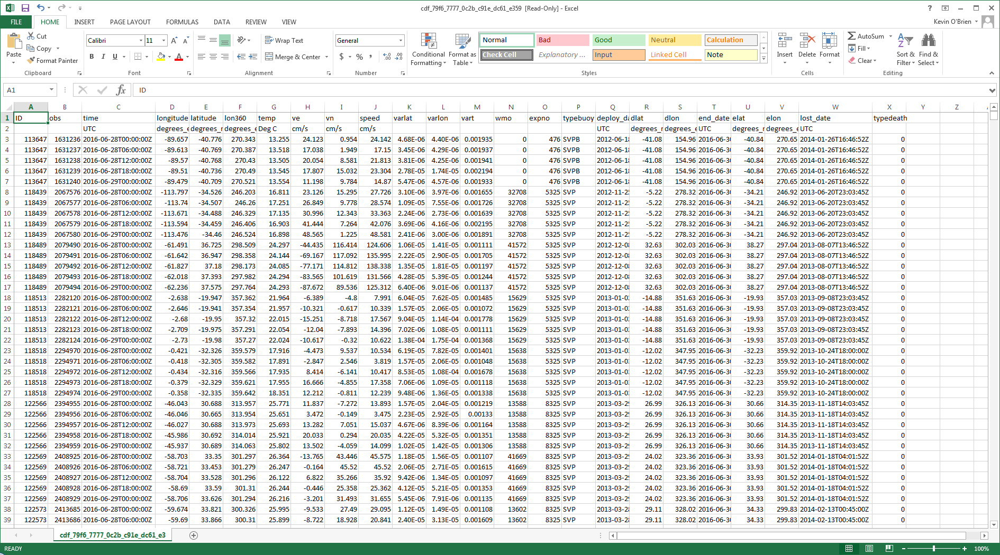 cdf_79f6_7777_0c2b_c91e_dc61_e359 [Read-Only] - Excel
FILE HOME INSERT PAGE LAYOUT FORMULAS DATA REVIEW VIEW Kevin O'Brien
Paste Cut Copy Format Painter Clipboard
Calibri 11 B I U A Font
Wrap Text Merge & Center Alignment
General $ % , Number
Conditional Formatting Format as Table
Normal Bad Good Neutral Calculation
Check Cell Explanatory ... Input Linked Cell Note
Styles
Insert Delete Format Cells
AutoSum Fill Clear Sort & Filter Find & Select Editing
A1 fx ID
A B C D E F G H I J K L M N O P Q R S T U V W X Y Z
1 ID obs time longitude latitude lon360 temp ve vn speed varlat varlon vart wmo expno typebuoy deploy_da dlat dlon end_date elat elon lost_date typedeath
2 UTC degrees_e degrees_n degrees_e Deg C cm/s cm/s cm/s UTC degrees_n degrees_e UTC degrees_n degrees_e UTC
3 113647 1631236 2016-06-28T00:00:00Z -89.657 -40.776 270.343 13.255 24.123 0.954 24.142 4.68E-06 4.40E-06 0.001935 0 476 SVPB 2012-06-18 -41.08 154.96 2016-06-30 -40.84 270.65 2014-01-26T16:46:52Z 0
4 113647 1631237 2016-06-28T06:00:00Z -89.613 -40.769 270.387 13.518 17.038 1.949 17.15 3.45E-06 4.29E-06 0.001937 0 476 SVPB 2012-06-18 -41.08 154.96 2016-06-30 -40.84 270.65 2014-01-26T16:46:52Z 0
5 113647 1631238 2016-06-28T12:00:00Z -89.57 -40.768 270.43 13.505 20.054 8.581 21.813 3.81E-06 4.25E-06 0.001941 0 476 SVPB 2012-06-18 -41.08 154.96 2016-06-30 -40.84 270.65 2014-01-26T16:46:52Z 0
6 113647 1631239 2016-06-28T18:00:00Z -89.51 -40.736 270.49 13.545 17.807 15.032 23.304 2.78E-05 1.74E-05 0.002194 0 476 SVPB 2012-06-18 -41.08 154.96 2016-06-30 -40.84 270.65 2014-01-26T16:46:52Z 0
7 113647 1631240 2016-06-29T00:00:00Z -89.479 -40.709 270.521 13.554 11.198 9.784 14.87 5.47E-06 4.57E-06 0.001933 0 476 SVPB 2012-06-18 -41.08 154.96 2016-06-30 -40.84 270.65 2014-01-26T16:46:52Z 0
8 118439 2067576 2016-06-28T00:00:00Z -113.797 -34.526 246.203 16.811 23.126 15.295 27.726 3.10E-06 3.97E-06 0.001655 32708 5325 SVP 2012-11-25 -5.22 278.32 2016-06-30 -34.21 246.92 2013-06-20T23:03:45Z 0
9 118439 2067577 2016-06-28T06:00:00Z -113.74 -34.507 246.26 17.251 26.849 9.778 28.574 1.09E-05 7.55E-06 0.001726 32708 5325 SVP 2012-11-25 -5.22 278.32 2016-06-30 -34.21 246.92 2013-06-20T23:03:45Z 0
10 118439 2067578 2016-06-28T12:00:00Z -113.671 -34.488 246.329 17.135 30.996 12.343 33.363 2.24E-06 2.73E-06 0.001639 32708 5325 SVP 2012-11-25 -5.22 278.32 2016-06-30 -34.21 246.92 2013-06-20T23:03:45Z 0
11 118439 2067579 2016-06-28T18:00:00Z -113.594 -34.459 246.406 16.903 41.444 7.264 42.076 3.69E-06 4.16E-06 0.002195 32708 5325 SVP 2012-11-25 -5.22 278.32 2016-06-30 -34.21 246.92 2013-06-20T23:03:45Z 0
12 118439 2067580 2016-06-29T00:00:00Z -113.476 -34.46 246.524 16.898 48.565 1.225 48.581 2.41E-06 3.00E-06 0.001891 32708 5325 SVP 2012-11-25 -5.22 278.32 2016-06-30 -34.21 246.92 2013-06-20T23:03:45Z 0
13 118489 2079490 2016-06-28T00:00:00Z -61.491 36.725 298.509 24.297 -44.435 116.414 124.606 1.06E-05 1.41E-05 0.001111 41572 5325 SVP 2012-12-08 32.63 302.03 2016-06-30 38.27 297.04 2013-08-07T13:46:52Z 0
14 118489 2079491 2016-06-28T06:00:00Z -61.642 36.947 298.358 24.144 -69.167 117.092 135.995 2.22E-05 2.90E-05 0.001705 41572 5325 SVP 2012-12-08 32.63 302.03 2016-06-30 38.27 297.04 2013-08-07T13:46:52Z 0
15 118489 2079492 2016-06-28T12:00:00Z -61.827 37.18 298.173 24.085 -77.171 114.812 138.338 1.35E-05 1.81E-05 0.001197 41572 5325 SVP 2012-12-08 32.63 302.03 2016-06-30 38.27 297.04 2013-08-07T13:46:52Z 0
16 118489 2079493 2016-06-28T18:00:00Z -62.018 37.393 297.982 24.294 -83.565 101.619 131.566 4.28E-05 5.39E-05 0.001244 41572 5325 SVP 2012-12-08 32.63 302.03 2016-06-30 38.27 297.04 2013-08-07T13:46:52Z 0
17 118489 2079494 2016-06-29T00:00:00Z -62.236 37.575 297.764 24.293 -87.672 89.536 125.312 6.40E-06 9.01E-06 0.001137 41572 5325 SVP 2012-12-08 32.63 302.03 2016-06-30 38.27 297.04 2013-08-07T13:46:52Z 0
18 118513 2282120 2016-06-28T00:00:00Z -2.638 -19.947 357.362 21.964 -6.389 -4.8 7.991 6.04E-05 7.62E-05 0.001485 15629 5325 SVP 2013-01-02 -14.88 351.63 2016-06-30 -19.93 357.03 2013-09-08T23:03:45Z 0
19 118513 2282121 2016-06-28T06:00:00Z -2.646 -19.941 357.354 21.957 -10.321 -0.617 10.339 1.57E-05 2.06E-05 0.001072 15629 5325 SVP 2013-01-02 -14.88 351.63 2016-06-30 -19.93 357.03 2013-09-08T23:03:45Z 0
20 118513 2282122 2016-06-28T12:00:00Z -2.68 -19.95 357.32 22.015 -15.251 -8.718 17.567 9.04E-05 1.14E-04 0.001778 15629 5325 SVP 2013-01-02 -14.88 351.63 2016-06-30 -19.93 357.03 2013-09-08T23:03:45Z 0
21 118513 2282123 2016-06-28T18:00:00Z -2.709 -19.975 357.291 22.054 -12.04 -7.893 14.396 7.02E-06 1.08E-05 0.001111 15629 5325 SVP 2013-01-02 -14.88 351.63 2016-06-30 -19.93 357.03 2013-09-08T23:03:45Z 0
22 118513 2282124 2016-06-29T00:00:00Z -2.73 -19.98 357.27 22.024 -10.617 -0.32 10.622 1.38E-04 1.75E-04 0.001368 15629 5325 SVP 2013-01-02 -14.88 351.63 2016-06-30 -19.93 357.03 2013-09-08T23:03:45Z 0
23 118518 2294970 2016-06-28T00:00:00Z -0.421 -32.326 359.579 17.916 -4.473 9.537 10.534 6.19E-05 7.82E-05 0.001401 15638 5325 SVP 2013-01-03 -12.02 347.95 2016-06-30 -32.23 359.92 2013-10-24T18:00:00Z 0
24 118518 2294971 2016-06-28T06:00:00Z -0.418 -32.305 359.582 17.891 -2.847 2.546 3.819 1.57E-05 2.06E-05 0.001048 15638 5325 SVP 2013-01-03 -12.02 347.95 2016-06-30 -32.23 359.92 2013-10-24T18:00:00Z 0
25 118518 2294972 2016-06-28T12:00:00Z -0.434 -32.316 359.566 17.935 8.414 -6.141 10.417 8.53E-05 1.08E-04 0.001678 15638 5325 SVP 2013-01-03 -12.02 347.95 2016-06-30 -32.23 359.92 2013-10-24T18:00:00Z 0
26 118518 2294973 2016-06-28T18:00:00Z -0.379 -32.329 359.621 17.955 16.666 -4.855 17.358 7.06E-06 1.09E-05 0.001118 15638 5325 SVP 2013-01-03 -12.02 347.95 2016-06-30 -32.23 359.92 2013-10-24T18:00:00Z 0
27 118518 2294974 2016-06-29T00:00:00Z -0.358 -32.335 359.642 18.351 12.212 -0.811 12.239 9.48E-06 1.36E-05 0.001338 15638 5325 SVP 2013-01-03 -12.02 347.95 2016-06-30 -32.23 359.92 2013-10-24T18:00:00Z 0
28 122566 2394955 2016-06-28T00:00:00Z -46.043 30.688 313.957 25.771 11.837 -7.272 13.893 1.57E-05 2.04E-05 0.001219 13588 8325 SVP 2013-03-29 26.99 326.13 2016-06-30 30.66 314.35 2013-11-18T14:03:45Z 0
29 122566 2394956 2016-06-28T06:00:00Z -46.046 30.665 313.954 25.651 3.472 -0.149 3.475 2.23E-05 2.92E-05 0.00133 13588 8325 SVP 2013-03-29 26.99 326.13 2016-06-30 30.66 314.35 2013-11-18T14:03:45Z 0
30 122566 2394957 2016-06-28T12:00:00Z -46.027 30.688 313.973 25.693 13.282 7.051 15.037 4.67E-06 8.39E-06 0.001164 13588 8325 SVP 2013-03-29 26.99 326.13 2016-06-30 30.66 314.35 2013-11-18T14:03:45Z 0
31 122566 2394958 2016-06-28T18:00:00Z -45.986 30.692 314.014 25.921 20.033 0.294 20.035 4.22E-05 5.32E-05 0.001351 13588 8325 SVP 2013-03-29 26.99 326.13 2016-06-30 30.66 314.35 2013-11-18T14:03:45Z 0
32 122566 2394959 2016-06-29T00:00:00Z -45.937 30.689 314.063 25.802 13.502 -4.059 14.099 1.02E-05 1.42E-05 0.001306 13588 8325 SVP 2013-03-29 26.99 326.13 2016-06-30 30.66 314.35 2013-11-18T14:03:45Z 0
33 122569 2408925 2016-06-28T00:00:00Z -58.703 33.35 301.297 26.364 -13.765 43.446 45.575 1.18E-05 1.56E-05 0.001107 41669 8325 SVP 2013-03-29 24.02 323.36 2016-06-30 33.93 301.52 2014-01-18T04:01:52Z 0
34 122569 2408926 2016-06-28T06:00:00Z -58.721 33.453 301.279 26.247 -0.164 45.52 45.52 2.06E-05 2.71E-05 0.001615 41669 8325 SVP 2013-03-29 24.02 323.36 2016-06-30 33.93 301.52 2014-01-18T04:01:52Z 0
35 122569 2408927 2016-06-28T12:00:00Z -58.704 33.528 301.296 26.122 6.822 35.266 35.92 9.42E-06 1.34E-05 0.001097 41669 8325 SVP 2013-03-29 24.02 323.36 2016-06-30 33.93 301.52 2014-01-18T04:01:52Z 0
36 122569 2408928 2016-06-28T18:00:00Z -58.69 33.59 301.31 26.244 -0.446 25.358 25.362 4.12E-05 5.21E-05 0.001353 41669 8325 SVP 2013-03-29 24.02 323.36 2016-06-30 33.93 301.52 2014-01-18T04:01:52Z 0
37 122569 2408929 2016-06-29T00:00:00Z -58.706 33.626 301.294 26.216 -3.201 31.493 31.655 5.45E-06 7.91E-06 0.001135 41669 8325 SVP 2013-03-29 24.02 323.36 2016-06-30 33.93 301.52 2014-01-18T04:01:52Z 0
38 122573 2413685 2016-06-28T00:00:00Z -59.674 33.821 300.326 25.995 -9.533 27.49 29.095 1.12E-05 1.49E-05 0.001108 13602 8325 SVP 2013-03-28 29.11 328.02 2016-06-30 34.33 299.83 2014-02-13T00:45:00Z 0
39 122573 2413686 2016-06-28T06:00:00Z -59.69 33.866 300.31 25.899 -8.722 18.928 20.841 2.40E-05 3.13E-05 0.001609 13602 8325 SVP 2013-03-28 29.11 328.02 2016-06-30 34.33 299.83 2014-02-13T00:45:00Z 0
cdf_79f6_7777_0c2b_c91e_dc61_e3
READY 100%